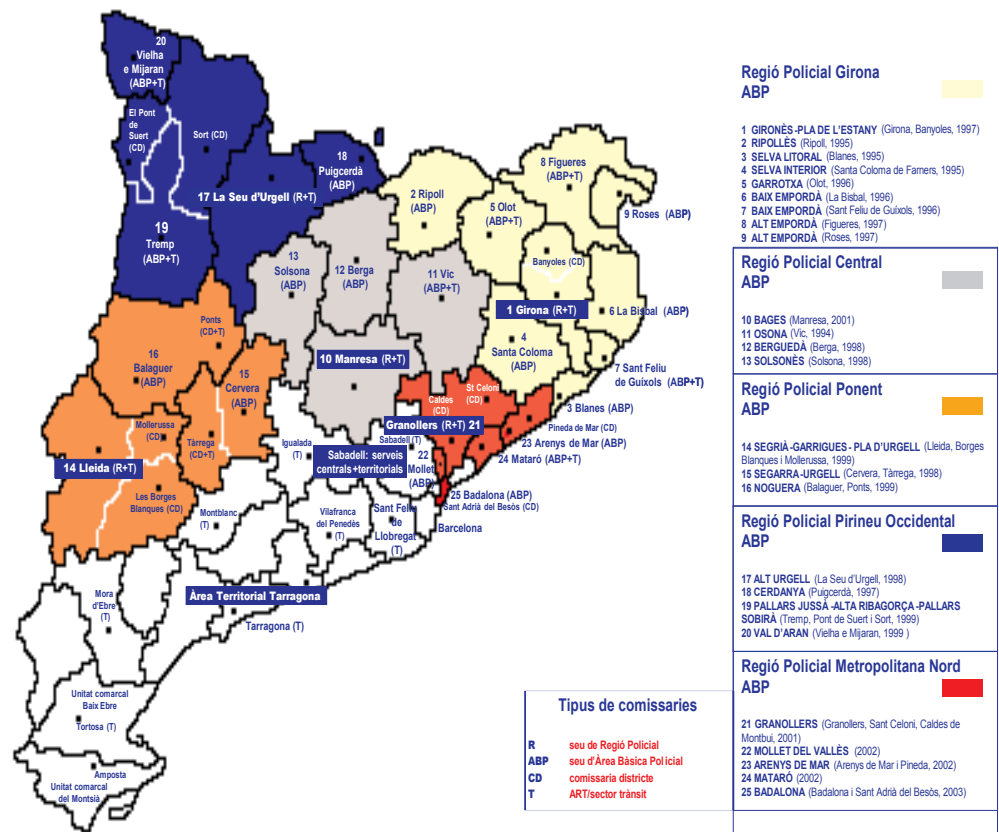 20
Vielha
e Mijaran
(ABP+T)
El Pont
de
Suert
(CD)
Sort (CD)
18
Puigcerdà
(ABP)
17 La Seu d'Urgell (R+T)
19
Tremp
(ABP+T)
2 Ripoll
(ABP)
8 Figueres
(ABP+T)
5 Olot
(ABP+T)
9 Roses (ABP)
13
Solsona
(ABP)
12 Berga
(ABP)
11 Vic
(ABP+T)
Banyoles (CD)
1 Girona (R+T)
6 La Bisbal (ABP)
Ponts
(CD+T)
16
Balaguer
(ABP)
15
Cervera
(ABP)
10 Manresa (R+T)
4
Santa Coloma
(ABP)
7 Sant Feliu
de Guíxols (ABP+T)
St Celoni
(CD)
Caldes
(CD)
3 Blanes (ABP)
Mollerussa
(CD)
Tàrrega
(CD+T)
Igualada
(T)
Granollers (R+T) 21
Pineda de Mar (CD)
Sabadell (T)
23 Arenys de Mar (ABP)
14 Lleida (R+T)
Sabadell: serveis
centrals+territorials
22
Mollet
(ABP)
24 Mataró
(ABP+T)
Les Borges
Blanques (CD)
Montblanc
(T)
Vilafranca
del Penedès
(T)
Sant Feliu
de
Llobregat
(T)
25 Badalona (ABP)
Sant Adrià del Besòs (CD)
Barcelona
Mora
d'Ebre
(T)
Àrea Territorial Tarragona
Tarragona (T)
Unitat comarcal
Baix Ebre
Tortosa (T)
Amposta
Unitat comarcal
del Montsià
Tipus de comissaries
R seu de Regió Policial
ABP seu d'Àrea Bàsica Policial
CD comissaria districte
T ART/sector trànsit
Regió Policial Girona
ABP
1 GIRONÈS-PLA DE L'ESTANY (Girona, Banyoles, 1997)
2 RIPOLLÈS (Ripoll, 1995)
3 SELVA LITORAL (Blanes, 1995)
4 SELVA INTERIOR (Santa Coloma de Farners, 1995)
5 GARROTXA (Olot, 1996)
6 BAIX EMPORDÀ (La Bisbal, 1996)
7 BAIX EMPORDÀ (Sant Feliu de Guíxols, 1996)
8 ALT EMPORDÀ (Figueres, 1997)
9 ALT EMPORDÀ (Roses, 1997)
Regió Policial Central
ABP
10 BAGES (Manresa, 2001)
11 OSONA (Vic, 1994)
12 BERGUEDÀ (Berga, 1998)
13 SOLSONÈS (Solsona, 1998)
Regió Policial Ponent
ABP
14 SEGRIÀ-GARRIGUES - PLA D'URGELL (Lleida, Borges
Blanques i Mollerussa, 1999)
15 SEGARRA-URGELL (Cervera, Tàrrega, 1998)
16 NOGUERA (Balaguer, Ponts, 1999)
Regió Policial Pirineu Occidental
ABP
17 ALT URGELL (La Seu d'Urgell, 1998)
18 CERDANYA (Puigcerdà, 1997)
19 PALLARS JUSSÀ -ALTA RIBAGORÇA -PALLARS
SOBIRÀ (Tremp, Pont de Suert i Sort, 1999)
20 VAL D'ARAN (Vielha e Mijaran, 1999 )
Regió Policial Metropolitana Nord
ABP
21 GRANOLLERS (Granollers, Sant Celoni, Caldes de
Montbui, 2001)
22 MOLLET DEL VALLÈS (2002)
23 ARENYS DE MAR (Arenys de Mar i Pineda, 2002)
24 MATARÓ (2002)
25 BADALONA (Badalona i Sant Adrià del Besòs, 2003)